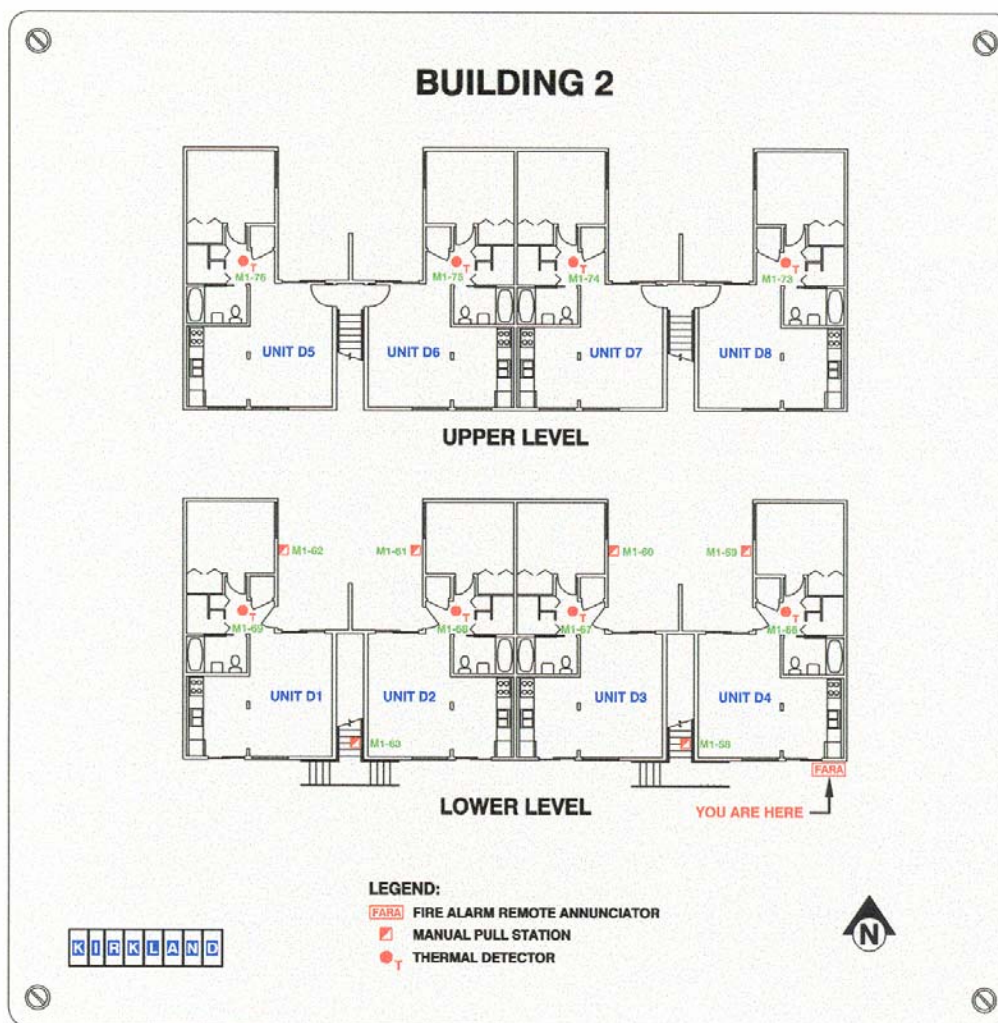 BUILDING 2
M1-76
M1-75
M1-74
M1-73
UNIT D5
UNIT D6
UNIT D7
UNIT D8
UPPER LEVEL
M1-62
M1-61
M1-60
M1-59
T
T
T
T
M1-69
M1-68
M1-67
M1-66
UNIT D1
UNIT D2
UNIT D3
UNIT D4
M1-63
M1-58
FARA
LOWER LEVEL
YOU ARE HERE
LEGEND:
FARA FIRE ALARM REMOTE ANNUNCIATOR
MANUAL PULL STATION
T THERMAL DETECTOR
KIRKLAND
N